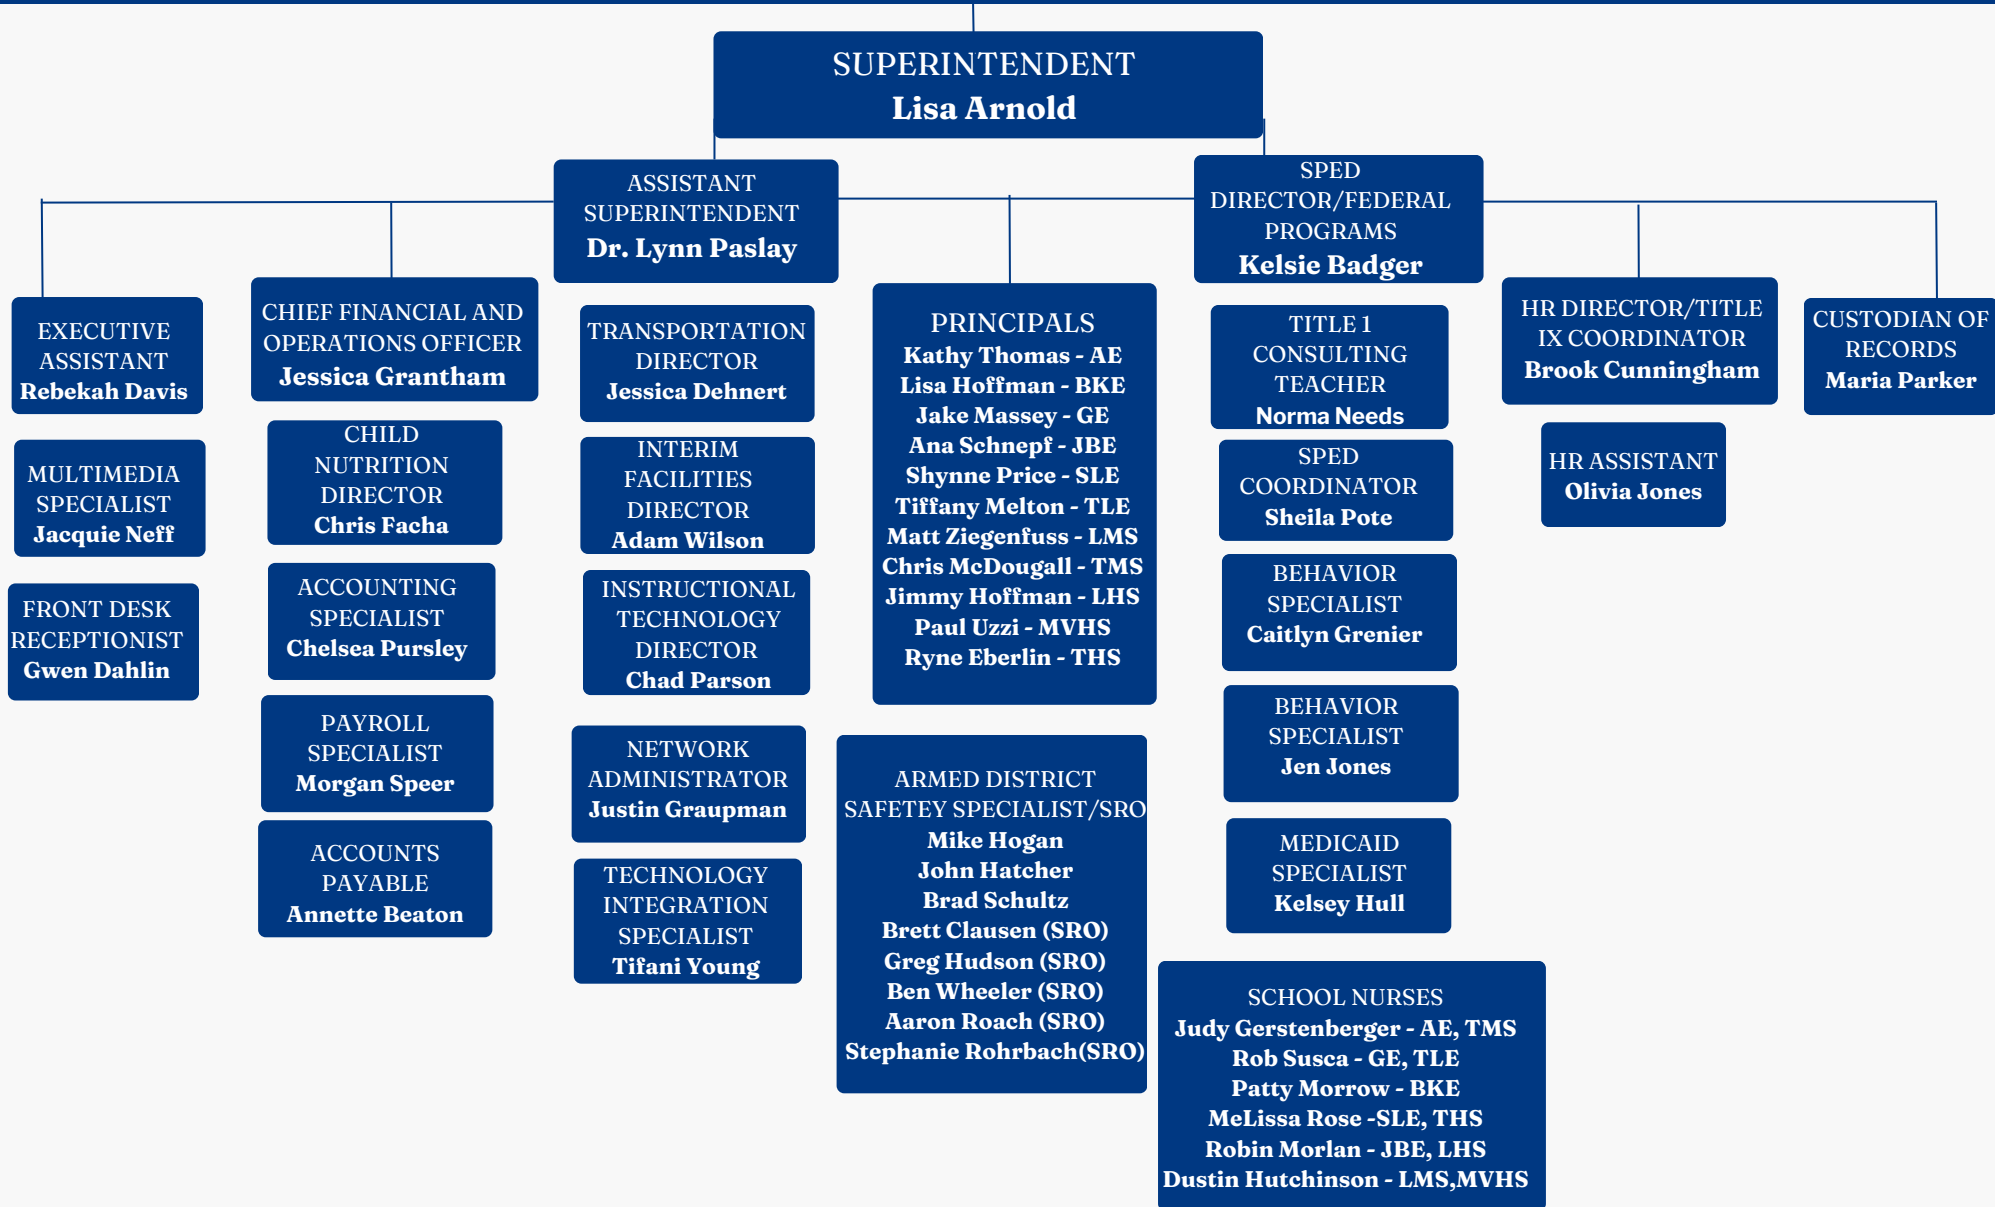 SUPERINTENDENT
Lisa Arnold
ASSISTANT
SUPERINTENDENT
Dr. Lynn Paslay
SPED
DIRECTOR/FEDERAL
PROGRAMS
Kelsie Badger
EXECUTIVE
ASSISTANT
Rebekah Davis
MULTIMEDIA
SPECIALIST
Jacquie Neff
FRONT DESK
RECEPTIONIST
Gwen Dahlin
CHIEF FINANCIAL AND
OPERATIONS OFFICER
Jessica Grantham
CHILD
NUTRITION
DIRECTOR
Chris Facha
ACCOUNTING
SPECIALIST
Chelsea Pursley
PAYROLL
SPECIALIST
Morgan Speer
ACCOUNTS
PAYABLE
Annette Beaton
TRANSPORTATION
DIRECTOR
Jessica Dehnert
INTERIM
FACILITIES
DIRECTOR
Adam Wilson
INSTRUCTIONAL
TECHNOLOGY
DIRECTOR
Chad Parson
NETWORK
ADMINISTRATOR
Justin Graupman
TECHNOLOGY
INTEGRATION
SPECIALIST
Tifani Young
PRINCIPALS
Kathy Thomas - AE
Lisa Hoffman - BKE
Jake Massey - GE
Ana Schnepf - JBE
Shynne Price - SLE
Tiffany Melton - TLE
Matt Ziegenfuss - LMS
Chris McDougall - TMS
Jimmy Hoffman - LHS
Paul Uzzi - MVHS
Ryne Eberlin - THS
ARMED DISTRICT
SAFETEY SPECIALIST/SRO
Mike Hogan
John Hatcher
Brad Schultz
Brett Clausen (SRO)
Greg Hudson (SRO)
Ben Wheeler (SRO)
Aaron Roach (SRO)
Stephanie Rohrbach(SRO)
TITLE 1
CONSULTING
TEACHER
Norma Needs
SPED
COORDINATOR
Sheila Pote
BEHAVIOR
SPECIALIST
Caitlyn Grenier
BEHAVIOR
SPECIALIST
Jen Jones
MEDICAID
SPECIALIST
Kelsey Hull
SCHOOL NURSES
Judy Gerstenberger - AE, TMS
Rob Susca - GE, TLE
Patty Morrow - BKE
MeLissa Rose -SLE, THS
Robin Morlan - JBE, LHS
Dustin Hutchinson - LMS,MVHS
HR DIRECTOR/TITLE
IX COORDINATOR
Brook Cunningham
HR ASSISTANT
Olivia Jones
CUSTODIAN OF
RECORDS
Maria Parker